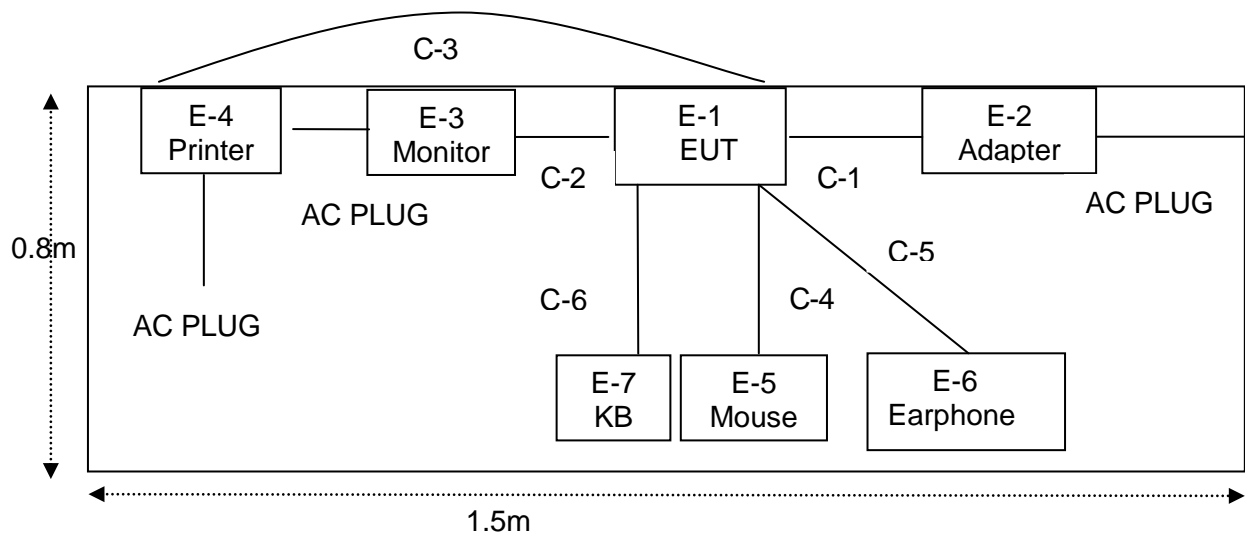 C-3
E-4
Printer
E-3
Monitor
E-1
EUT
E-2
Adapter
C-2
C-1
AC PLUG
AC PLUG
0.8m
C-5
C-6
C-4
AC PLUG
E-7
KB
E-5
Mouse
E-6
Earphone
1.5m